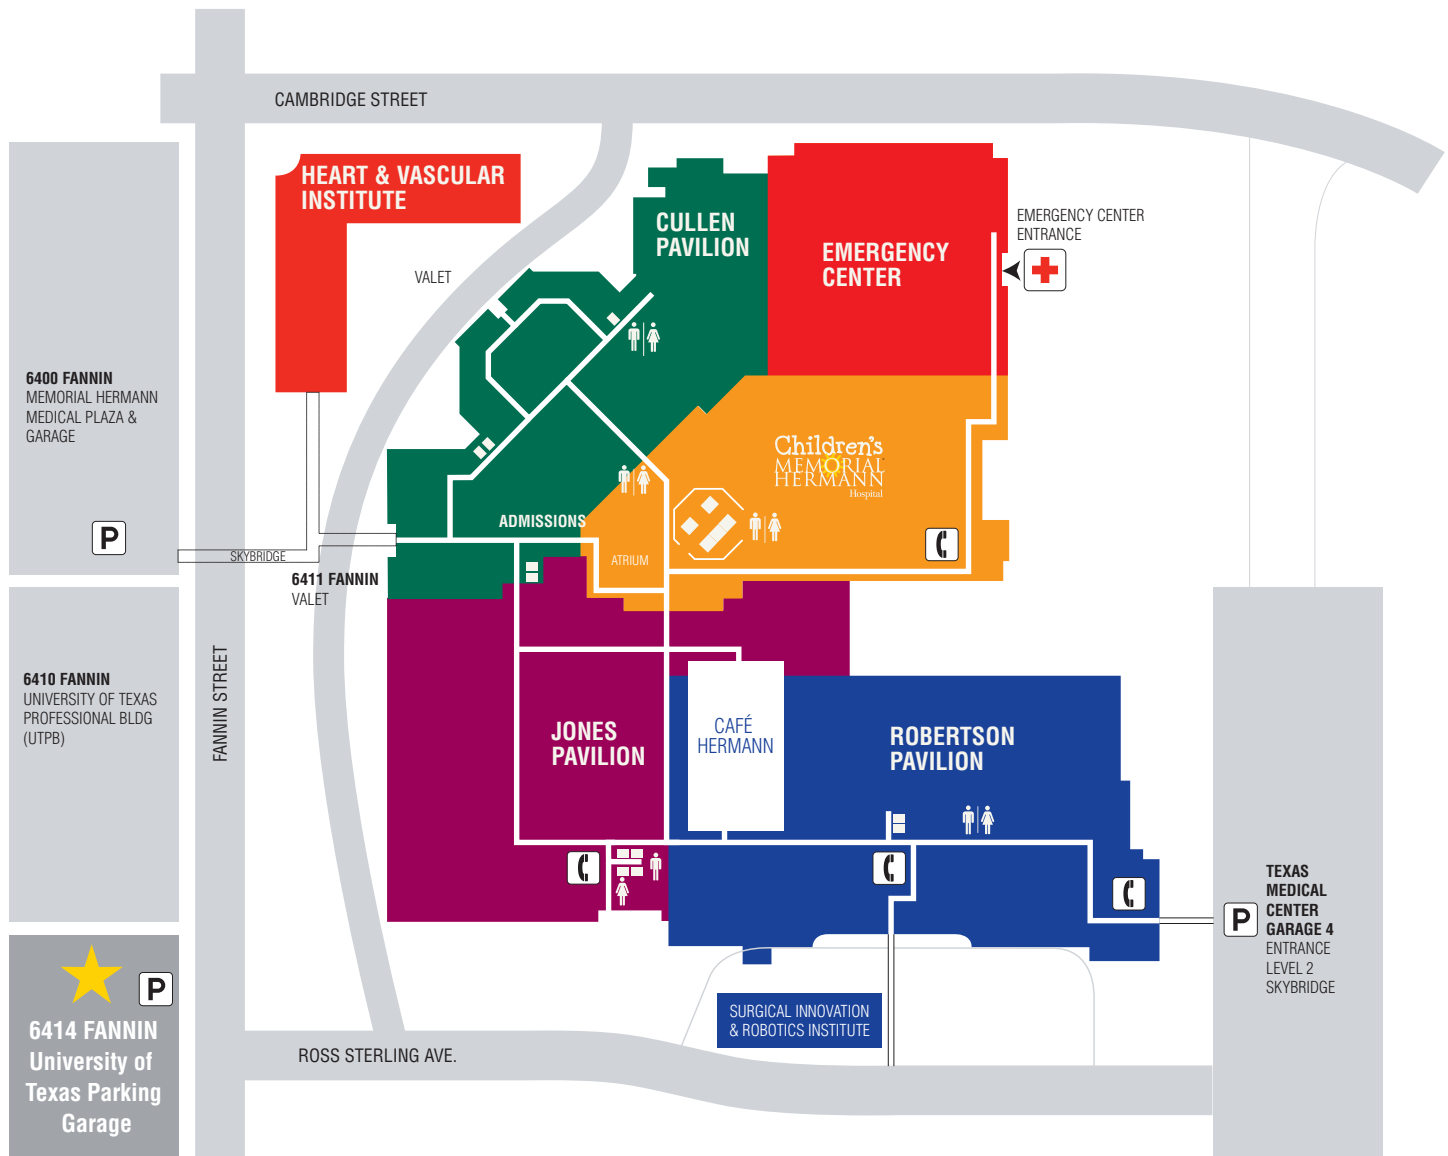 CAMBRIDGE STREET
HEART & VASCULAR
INSTITUTE
CULLEN
PAVILION
EMERGENCY
CENTER
EMERGENCY CENTER
ENTRANCE
VALET
6400 FANNIN
MEMORIAL HERMANN
MEDICAL PLAZA &
GARAGE
P
Children's
MEMORIAL
HERMANN
Hospital
ADMISSIONS
ATRIUM
SKYBRIDGE
6411 FANNIN
VALET
6410 FANNIN
UNIVERSITY OF TEXAS
PROFESSIONAL BLDG
(UTPB)
FANNIN STREET
JONES
PAVILION
CAFÉ
HERMANN
ROBERTSON
PAVILION
TEXAS
MEDICAL
CENTER
GARAGE 4
ENTRANCE
LEVEL 2
SKYBRIDGE
P
P
6414 FANNIN
University of
Texas Parking
Garage
SURGICAL INNOVATION
& ROBOTICS INSTITUTE
ROSS STERLING AVE.